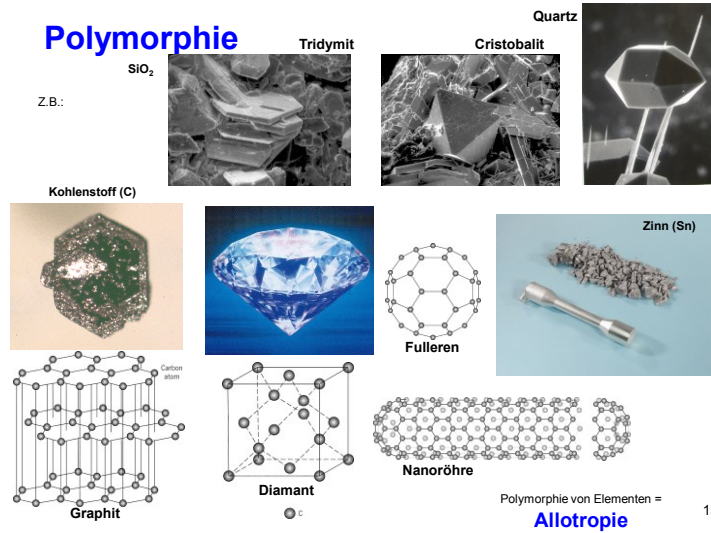 Quartz
Polymorphie
Tridymit
Cristobalit
SiO₂
Z.B.:
Kohlenstoff (C)
Zinn (Sn)
Fulleren
Carbon
atom
Nanoröhre
Diamant
C
Graphit
Polymorphie von Elementen =
Allotropie
1